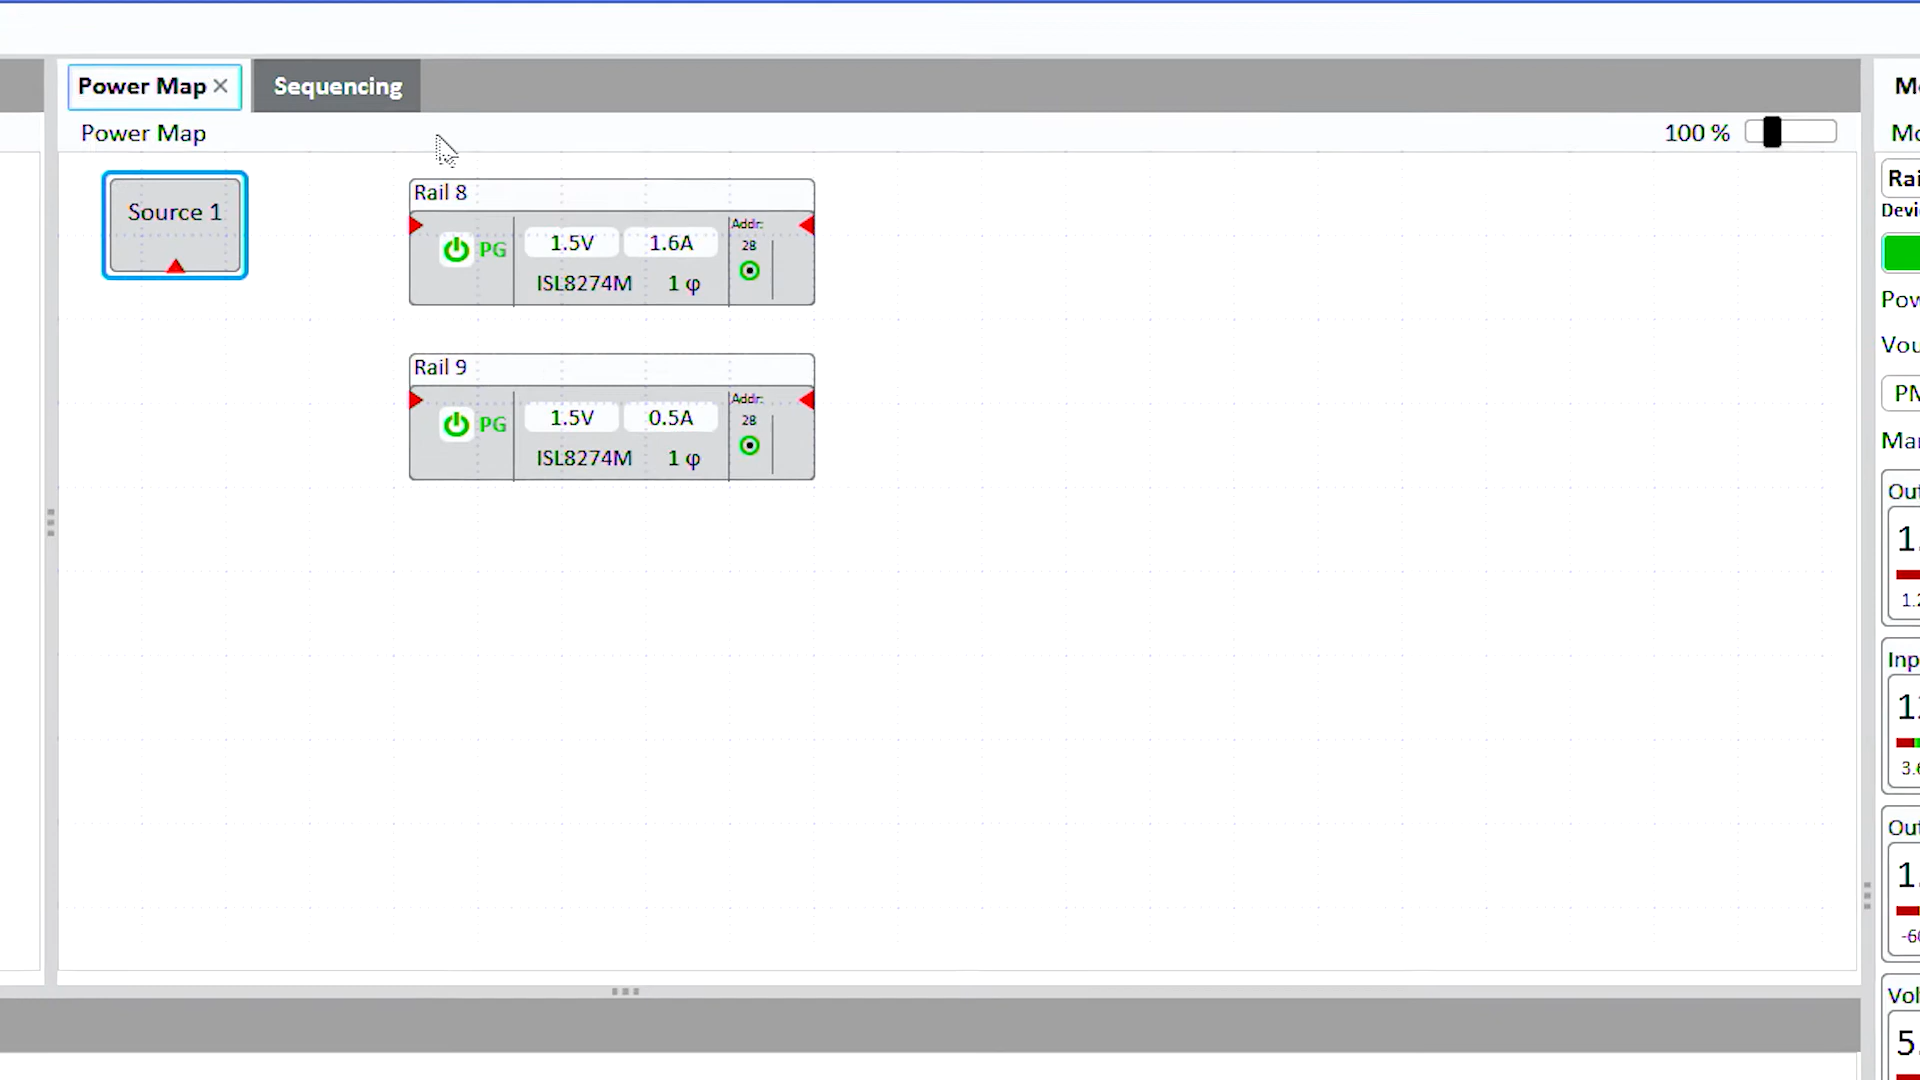 Power Map
Sequencing
Power Map
100 %
Source 1
Rail 8
PG
1.5V
1.6A
Addr:
28
ISL8274M
1 φ
Rail 9
PG
1.5V
0.5A
Addr:
28
ISL8274M
1 φ